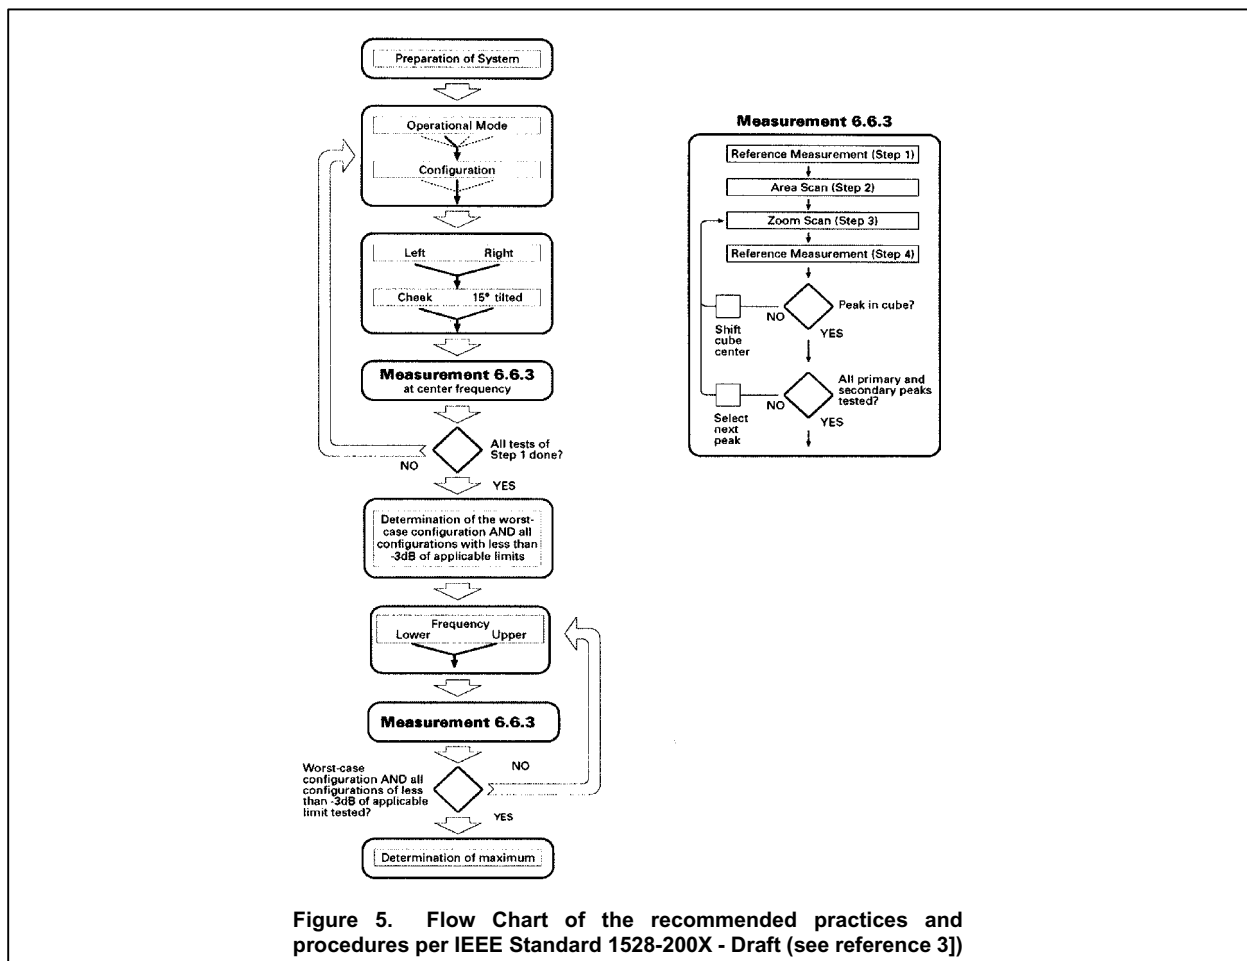 Preparation of System
Operational Mode
Configuration
Left Right
Cheek 15° tilted
Measurement 6.6.3
at center frequency
All tests of
Step 1 done?
NO
YES
Determination of the worst-
case configuration AND all
configurations with less than
-3dB of applicable limits
Frequency
Lower Upper
Measurement 6.6.3
NO
Worst-case
configuration AND all
configurations of less
than -3dB of applicable
limit tested?
YES
Determination of maximum
Measurement 6.6.3
Reference Measurement (Step 1)
Area Scan (Step 2)
Zoom Scan (Step 3)
Reference Measurement (Step 4)
Peak in cube?
NO
YES
Shift
cube
center
All primary and
secondary peaks
tested?
NO
YES
Select
next
peak
Figure 5. Flow Chart of the recommended practices and
procedures per IEEE Standard 1528-200X - Draft (see reference 3])